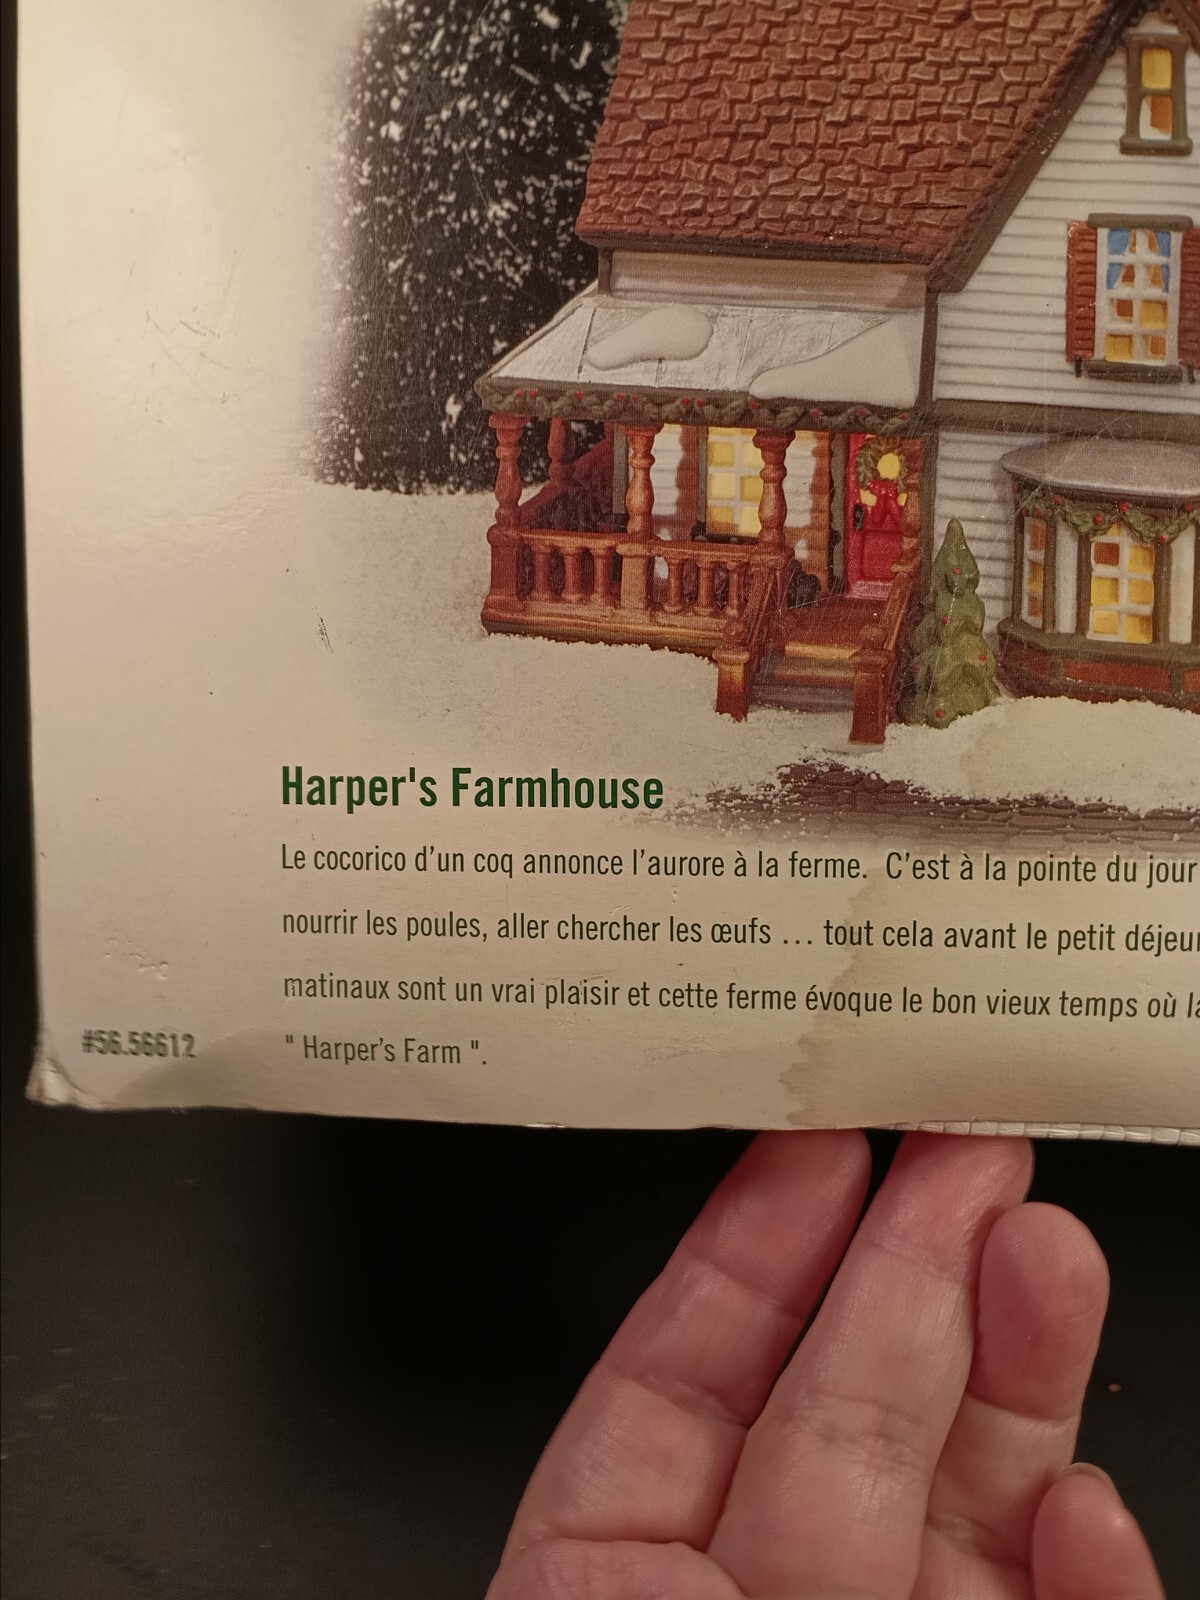 Harper's Farmhouse
Le cocorico d’un coq annonce l’aurore à la ferme. C’est à la pointe du jour
nourrir les poules, aller chercher les œufs ... tout cela avant le petit
matinaux sont un vrai plaisir et cette ferme évoque le bon vieux temps où
#56.56612
" Harper’s Farm ".